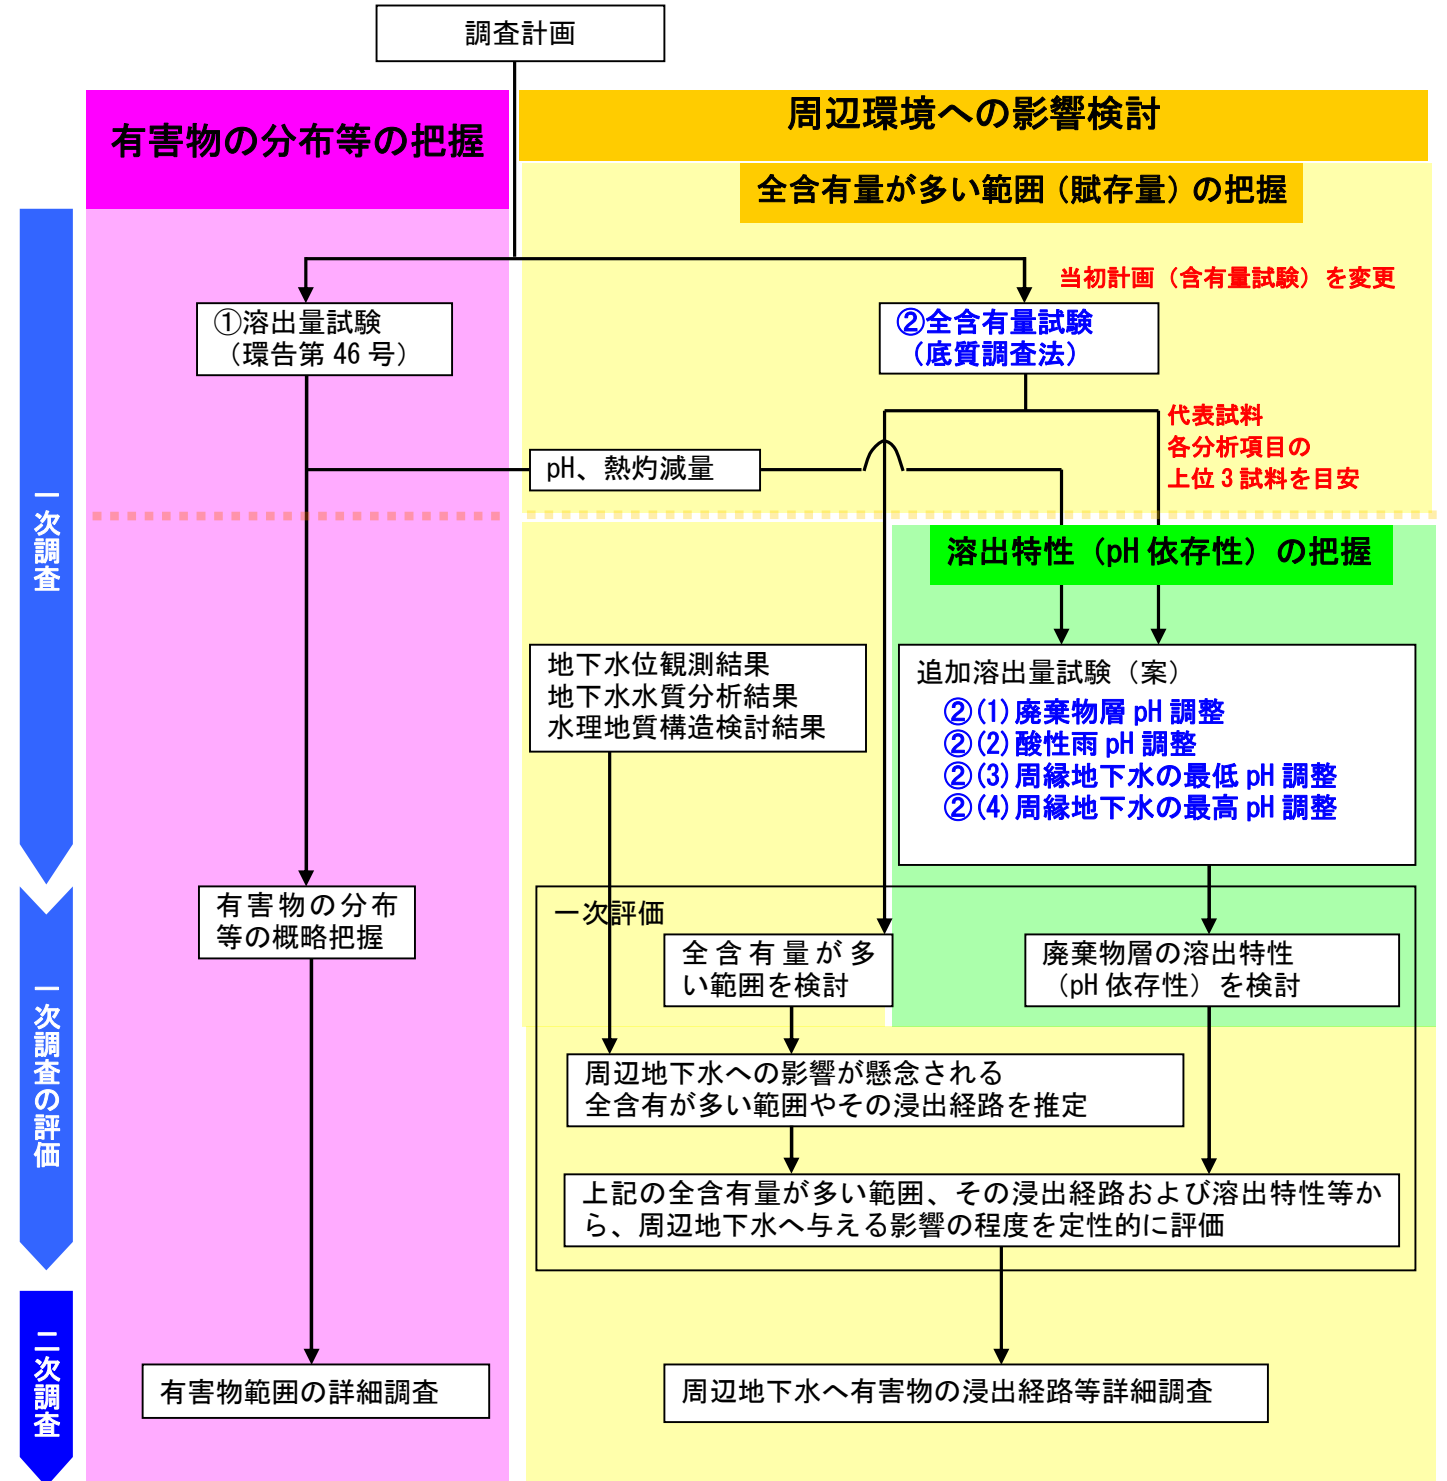 調査計画
有害物の分布等の把握
周辺環境への影響検討
全含有量が多い範囲（賦存量）の把握
当初計画（含有量試験）を変更
①溶出量試験
（環告第 46 号）
②全含有量試験
（底質調査法）
代表試料
各分析項目の
上位 3 試料を目安
pH、熱灼減量
一次調査
溶出特性（pH 依存性）の把握
地下水位観測結果
地下水水質分析結果
水理地質構造検討結果
追加溶出量試験（案）
②(1)廃棄物層 pH 調整
②(2)酸性雨 pH 調整
②(3)周縁地下水の最低 pH 調整
②(4)周縁地下水の最高 pH 調整
一次調査の評価
有害物の分布
等の概略把握
一次評価
全含有量が多
い範囲を検討
廃棄物層の溶出特性
（pH 依存性）を検討
周辺地下水への影響が懸念される
全含有が多い範囲やその浸出経路を推定
上記の全含有量が多い範囲、その浸出経路および溶出特性等か
ら、周辺地下水へ与える影響の程度を定性的に評価
二次調査
有害物範囲の詳細調査
周辺地下水へ有害物の浸出経路等詳細調査